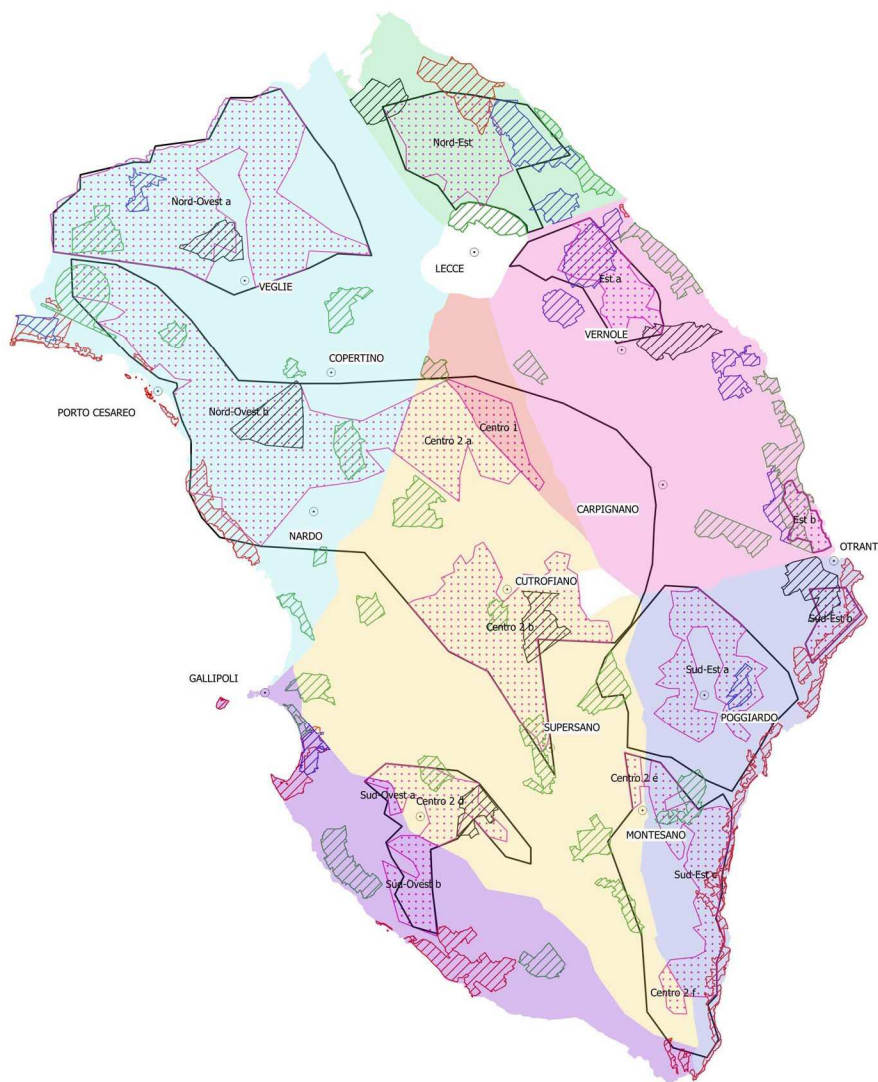 Nord-Est
Nord-Ovest a
LECCE
VEGLIE
Est a
VERNOLE
COPERTINO
PORTO CESAREO
Nord-Ovest b
Centro 1
Centro 2 a
CARPIGNANO
NARDO
Est b
OTRANT
CUTROFIANO
Centro 2 b
Sud-Est b
GALLIPOLI
Sud-Est a
POGGIARDO
SUPERSANO
Centro 2 e
Sud-Ovest a
Centro 2 d
MONTESANO
Sud-Ovest b
Sud-Est c
Centro 2 f